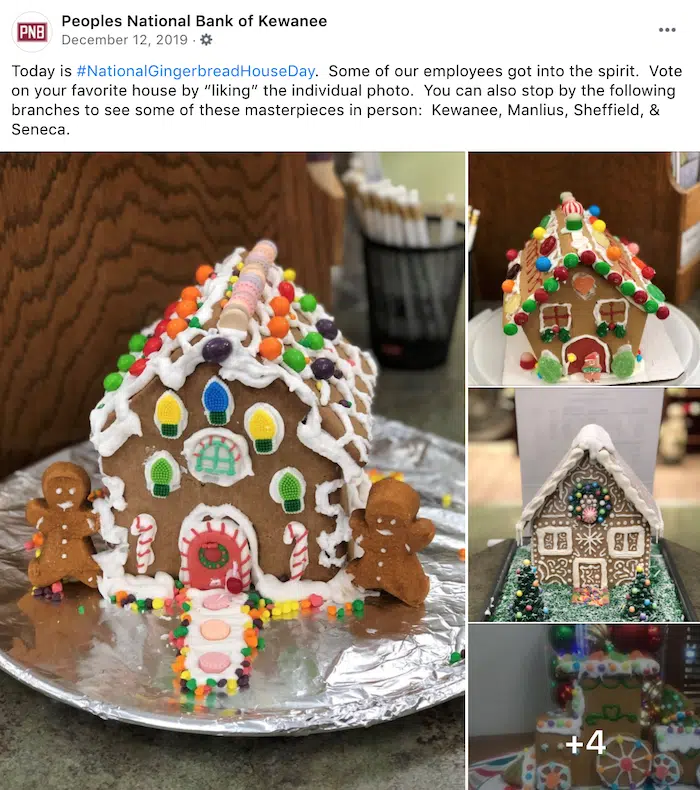 PNB
Peoples National Bank of Kewanee
December 12, 2019 ·
Today is #NationalGingerbreadHouseDay. Some of our employees got into the spirit. Vote
on your favorite house by “liking” the individual photo. You can also stop by the following
branches to see some of these masterpieces in person: Kewanee, Manlius, Sheffield, &
Seneca.
+4